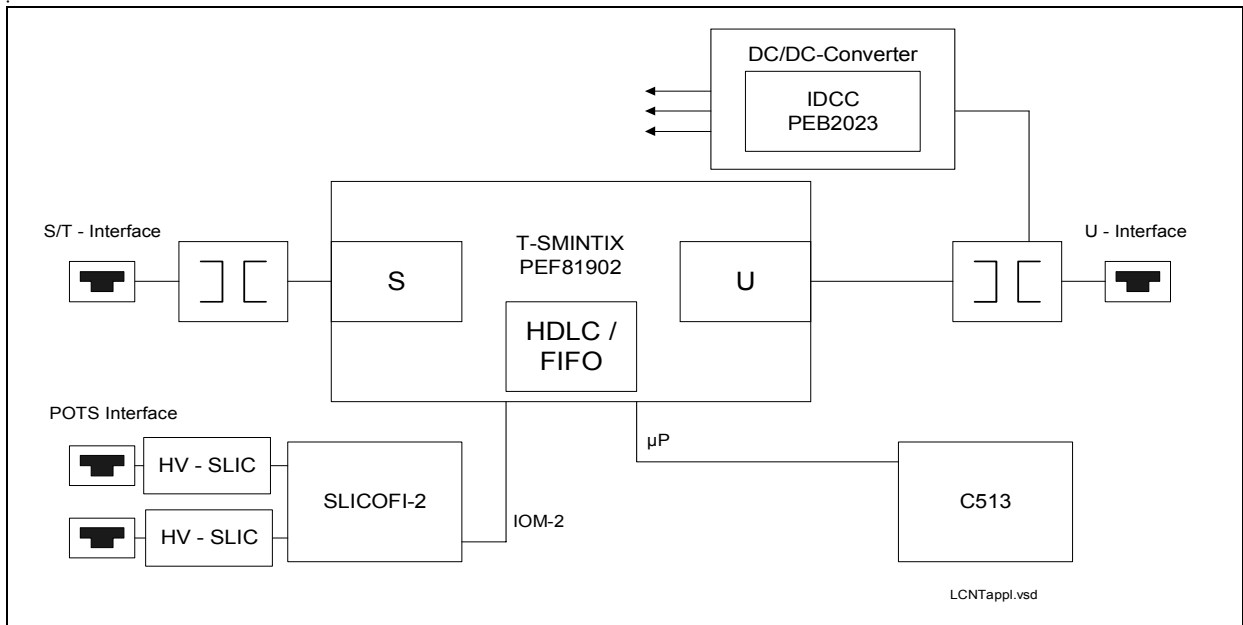 DC/DC-Converter
IDCC
PEB2023
S/T - Interface
T-SMINTIX
PEF81902
U - Interface
S
U
HDLC /
FIFO
POTS Interface
µP
HV - SLIC
SLICOFI-2
C513
IOM-2
HV - SLIC
LCNTappl.vsd